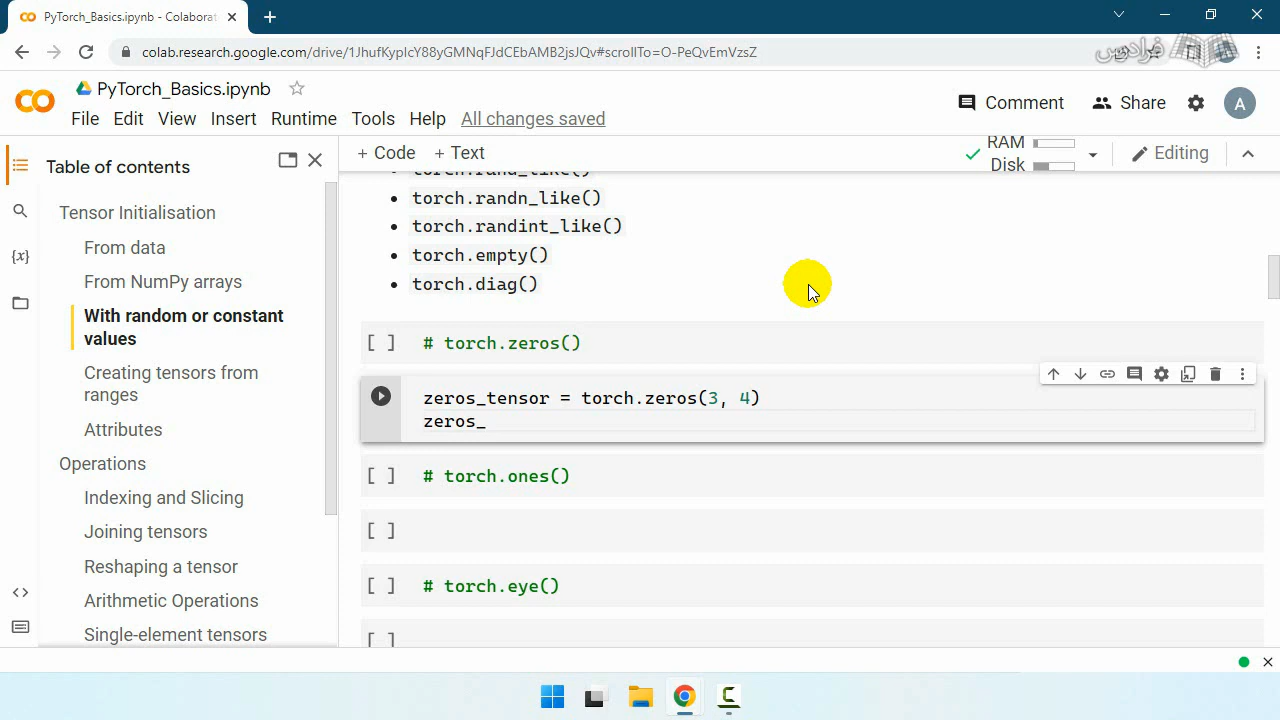 PyTorch_Basics.ipynb - Colaborat
colab.research.google.com/drive/1JhufKyplcY88yGMNqFJdCEbAMB2jsJQv#scrollTo=O-PeQvEmVzsZ
فرادرس
PyTorch_Basics.ipynb
File Edit View Insert Runtime Tools Help All changes saved
Comment Share A
Table of contents
+ Code + Text
RAM
Disk
Editing
Tensor Initialisation
From data
From NumPy arrays
With random or constant
values
Creating tensors from
ranges
Attributes
Operations
Indexing and Slicing
Joining tensors
Reshaping a tensor
Arithmetic Operations
Single-element tensors
{x}
<>
torch.rand_like()
torch.randn_like()
torch.randint_like()
torch.empty()
torch.diag()
[ ] # torch.zeros()
zeros_tensor = torch.zeros(3, 4)
zeros_
[ ] # torch.ones()
[ ]
[ ] # torch.eye()
[ ]